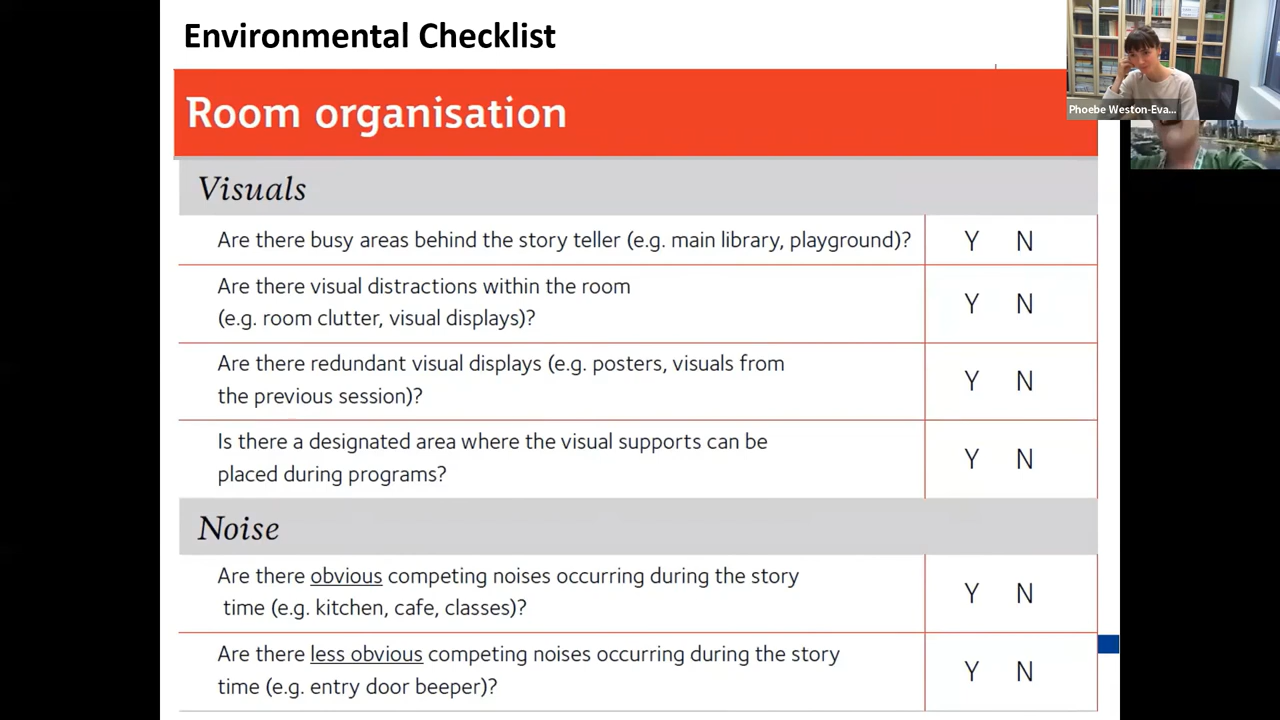 Environmental Checklist
Room organisation
Phoebe Weston-Eva...
Visuals
Are there busy areas behind the story teller (e.g. main library, playground)? Y N
Are there visual distractions within the room
(e.g. room clutter, visual displays)? Y N
Are there redundant visual displays (e.g. posters, visuals from
the previous session)? Y N
Is there a designated area where the visual supports can be
placed during programs? Y N
Noise
Are there obvious competing noises occurring during the story
time (e.g. kitchen, cafe, classes)? Y N
Are there less obvious competing noises occurring during the story
time (e.g. entry door beeper)? Y N